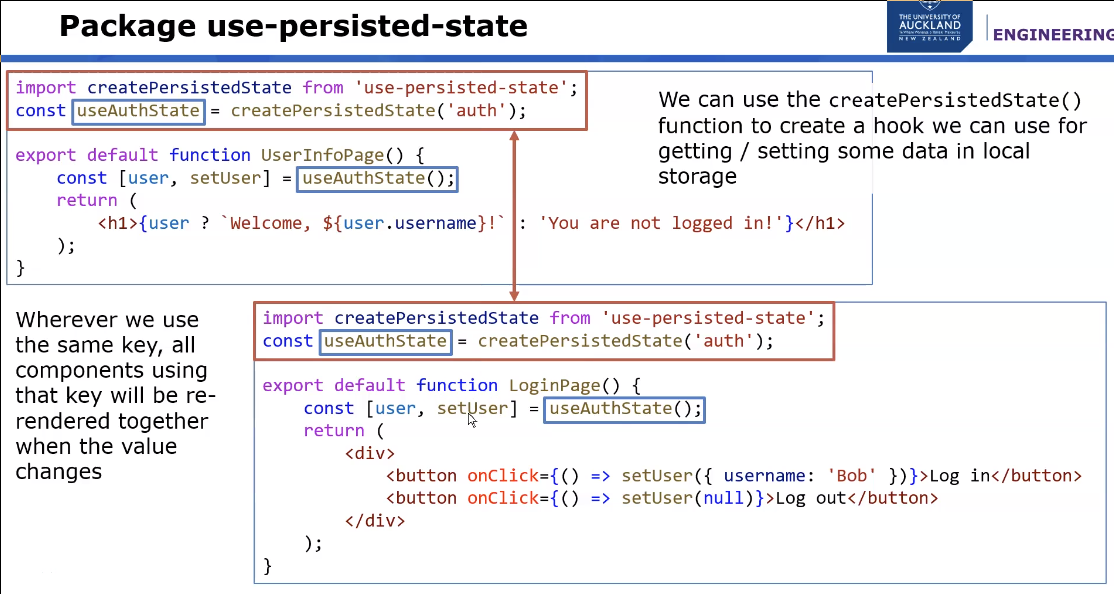 Package use-persisted-state
THE UNIVERSITY OF
AUCKLAND
NEW ZEALAND
ENGINEERING
import createPersistedState from 'use-persisted-state';
const useAuthState = createPersistedState('auth');
export default function UserInfoPage() {
const [user, setUser] = useAuthState();
return (
<h1>{user ? `Welcome, ${user.username}!` : 'You are not logged in!'}</h1>
);
}
We can use the createPersistedState()
function to create a hook we can use for
getting / setting some data in local
storage
Wherever we use
the same key, all
components using
that key will be re-
rendered together
when the value
changes
import createPersistedState from 'use-persisted-state';
const useAuthState = createPersistedState('auth');
export default function LoginPage() {
const [user, setUser] = useAuthState();
return (
<div>
<button onClick={() => setUser({ username: 'Bob' })}>Log in</button>
<button onClick={() => setUser(null)}>Log out</button>
</div>
);
}